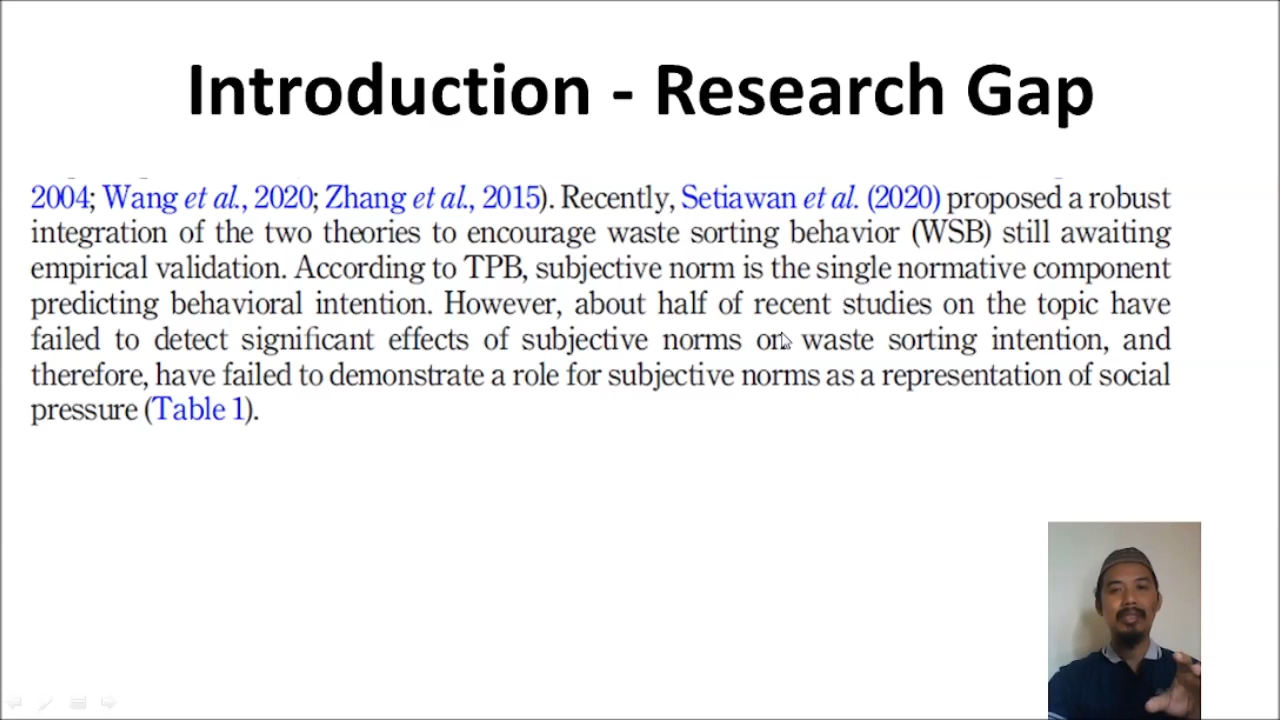 Introduction - Research Gap
2004; Wang et al., 2020; Zhang et al., 2015). Recently, Setiawan et al. (2020) proposed a robust
integration of the two theories to encourage waste sorting behavior (WSB) still awaiting
empirical validation. According to TPB, subjective norm is the single normative component
predicting behavioral intention. However, about half of recent studies on the topic have
failed to detect significant effects of subjective norms on waste sorting intention, and
therefore, have failed to demonstrate a role for subjective norms as a representation of social
pressure (Table 1).